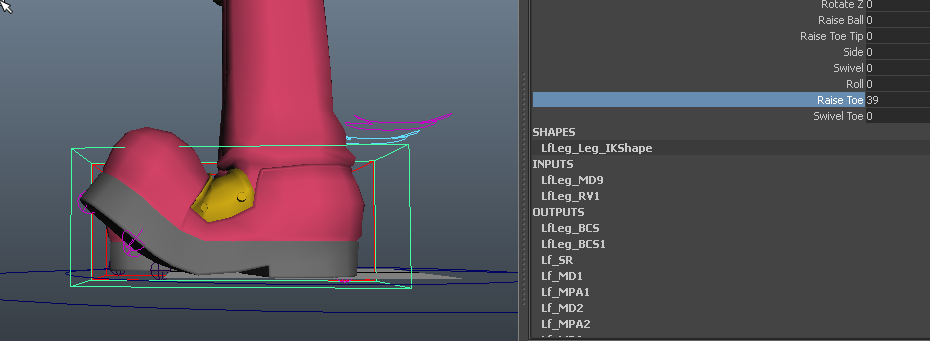 Rotate Z 0
Raise Ball 0
Raise Toe Tip 0
Side 0
Swivel 0
Roll 0
Raise Toe 39
Swivel Toe 0
SHAPES
LfLeg_Leg_IKShape
INPUTS
LfLeg_MD9
LfLeg_RV1
OUTPUTS
LfLeg_BCS
LfLeg_BCS1
Lf_SR
Lf_MD1
Lf_MPA1
Lf_MD2
Lf_MPA2